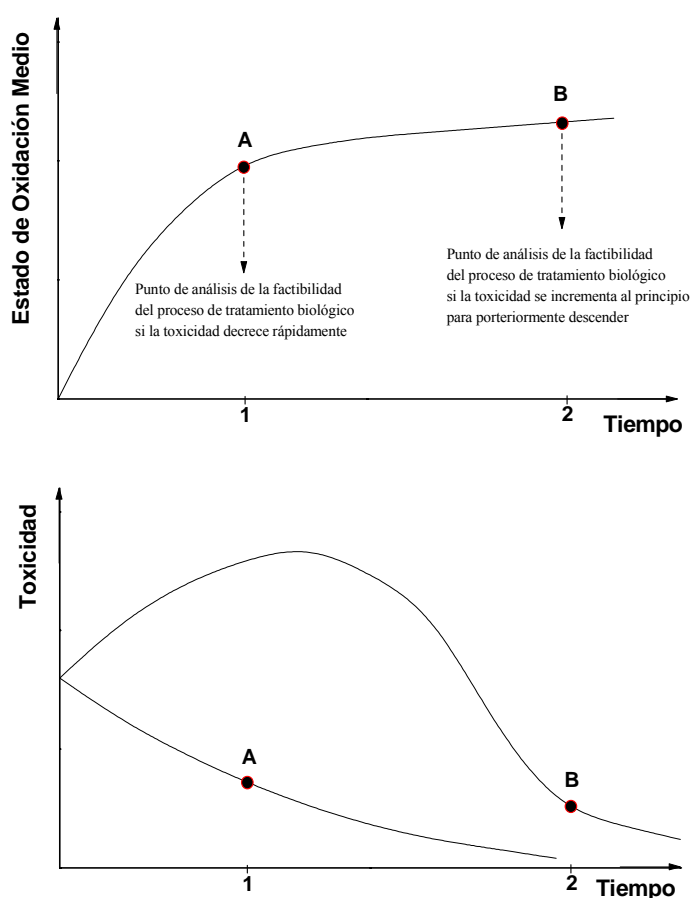 Estado de Oxidación Medio
A
B
Punto de análisis de la factibilidad
del proceso de tratamiento biológico
si la toxicidad decrece rápidamente
Punto de análisis de la factibilidad
del proceso de tratamiento biológico
si la toxicidad se incrementa al principio
para porteriormente descender
1
2
Tiempo
Toxicidad
A
B
1
2
Tiempo